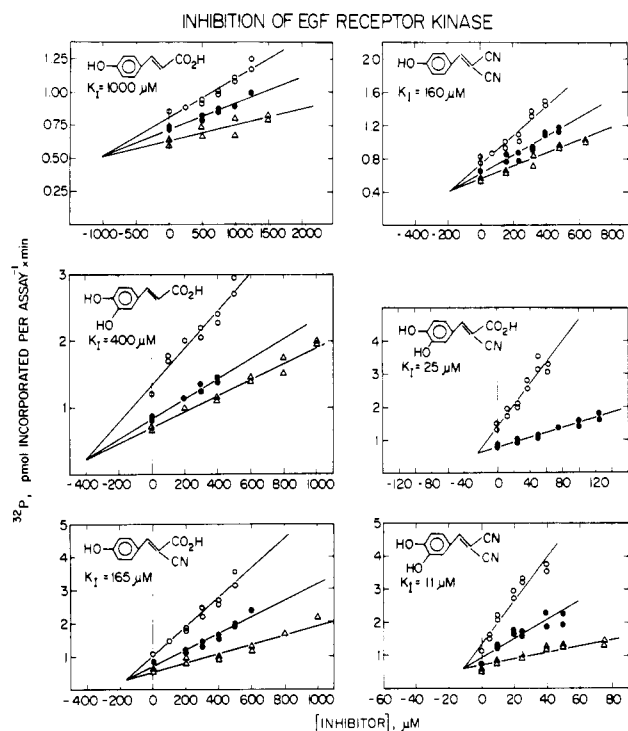 INHIBITION OF EGF RECEPTOR KINASE
1.25
1.00
0.75
0.50
0.25
HO
CO₂H
K_I = 1000 μM
-1000 -500 0 500 1000 1500 2000
2.0
1.6
1.2
0.8
0.4
HO
CN
CN
K_I = 160 μM
-400 -200 0 200 400 600 800
³²P, pmol INCORPORATED PER ASSAY⁻¹ × min
3
2
1
HO
HO
CO₂H
K_I = 400 μM
-400 -200 0 200 400 600 800 1000
4
3
2
1
HO
HO
CO₂H
CN
K_I = 25 μM
-120 -80 -40 0 40 80 120
5
4
3
2
1
HO
CO₂H
CN
K_I = 165 μM
-400 -200 0 200 400 600 800 1000
5
4
3
2
1
HO
HO
CN
CN
K_I = 11 μM
-60 -40 -20 0 20 40 60 80
[INHIBITOR], μM